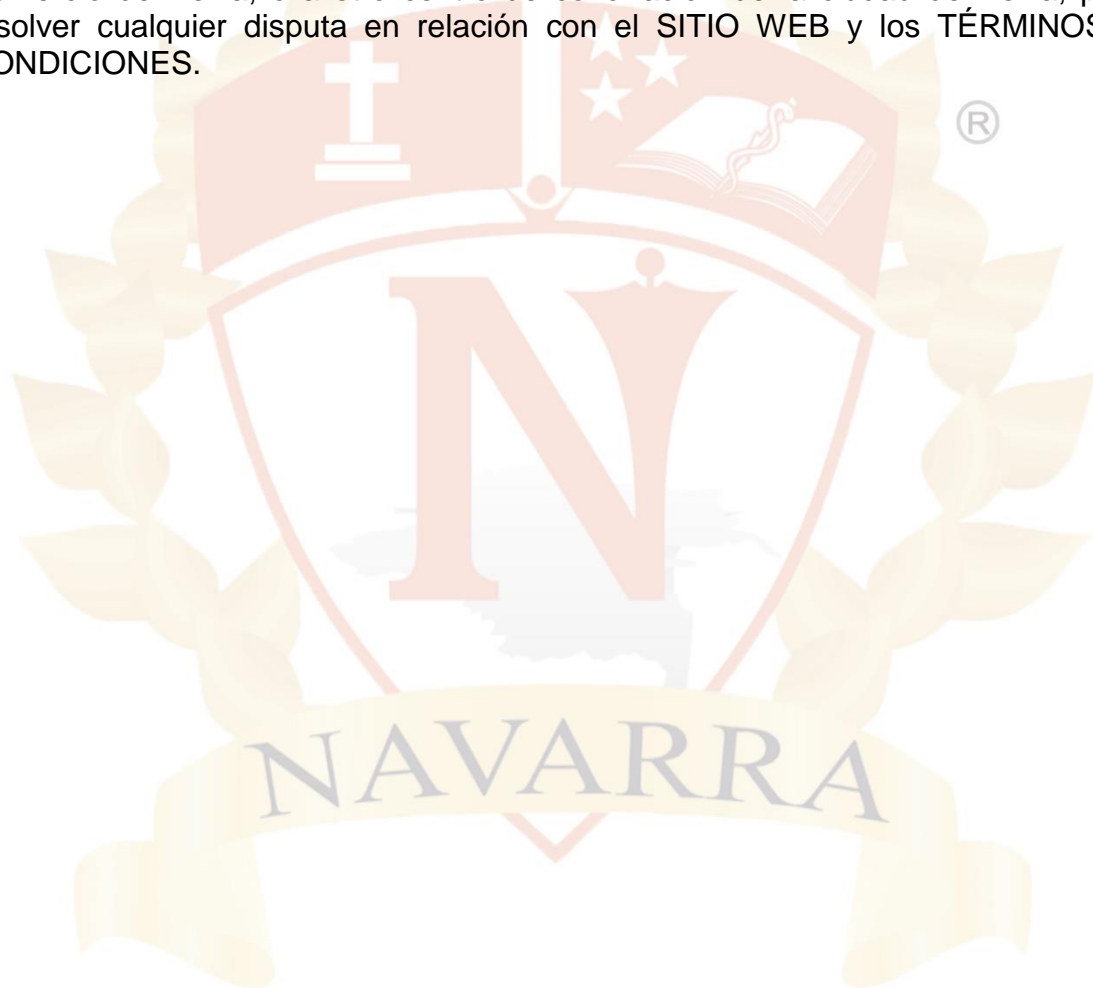 solver cualquier disputa en relación con el SITIO WEB y los TÉRMINOS
ONDICIONES.
®
N
NAVARRA